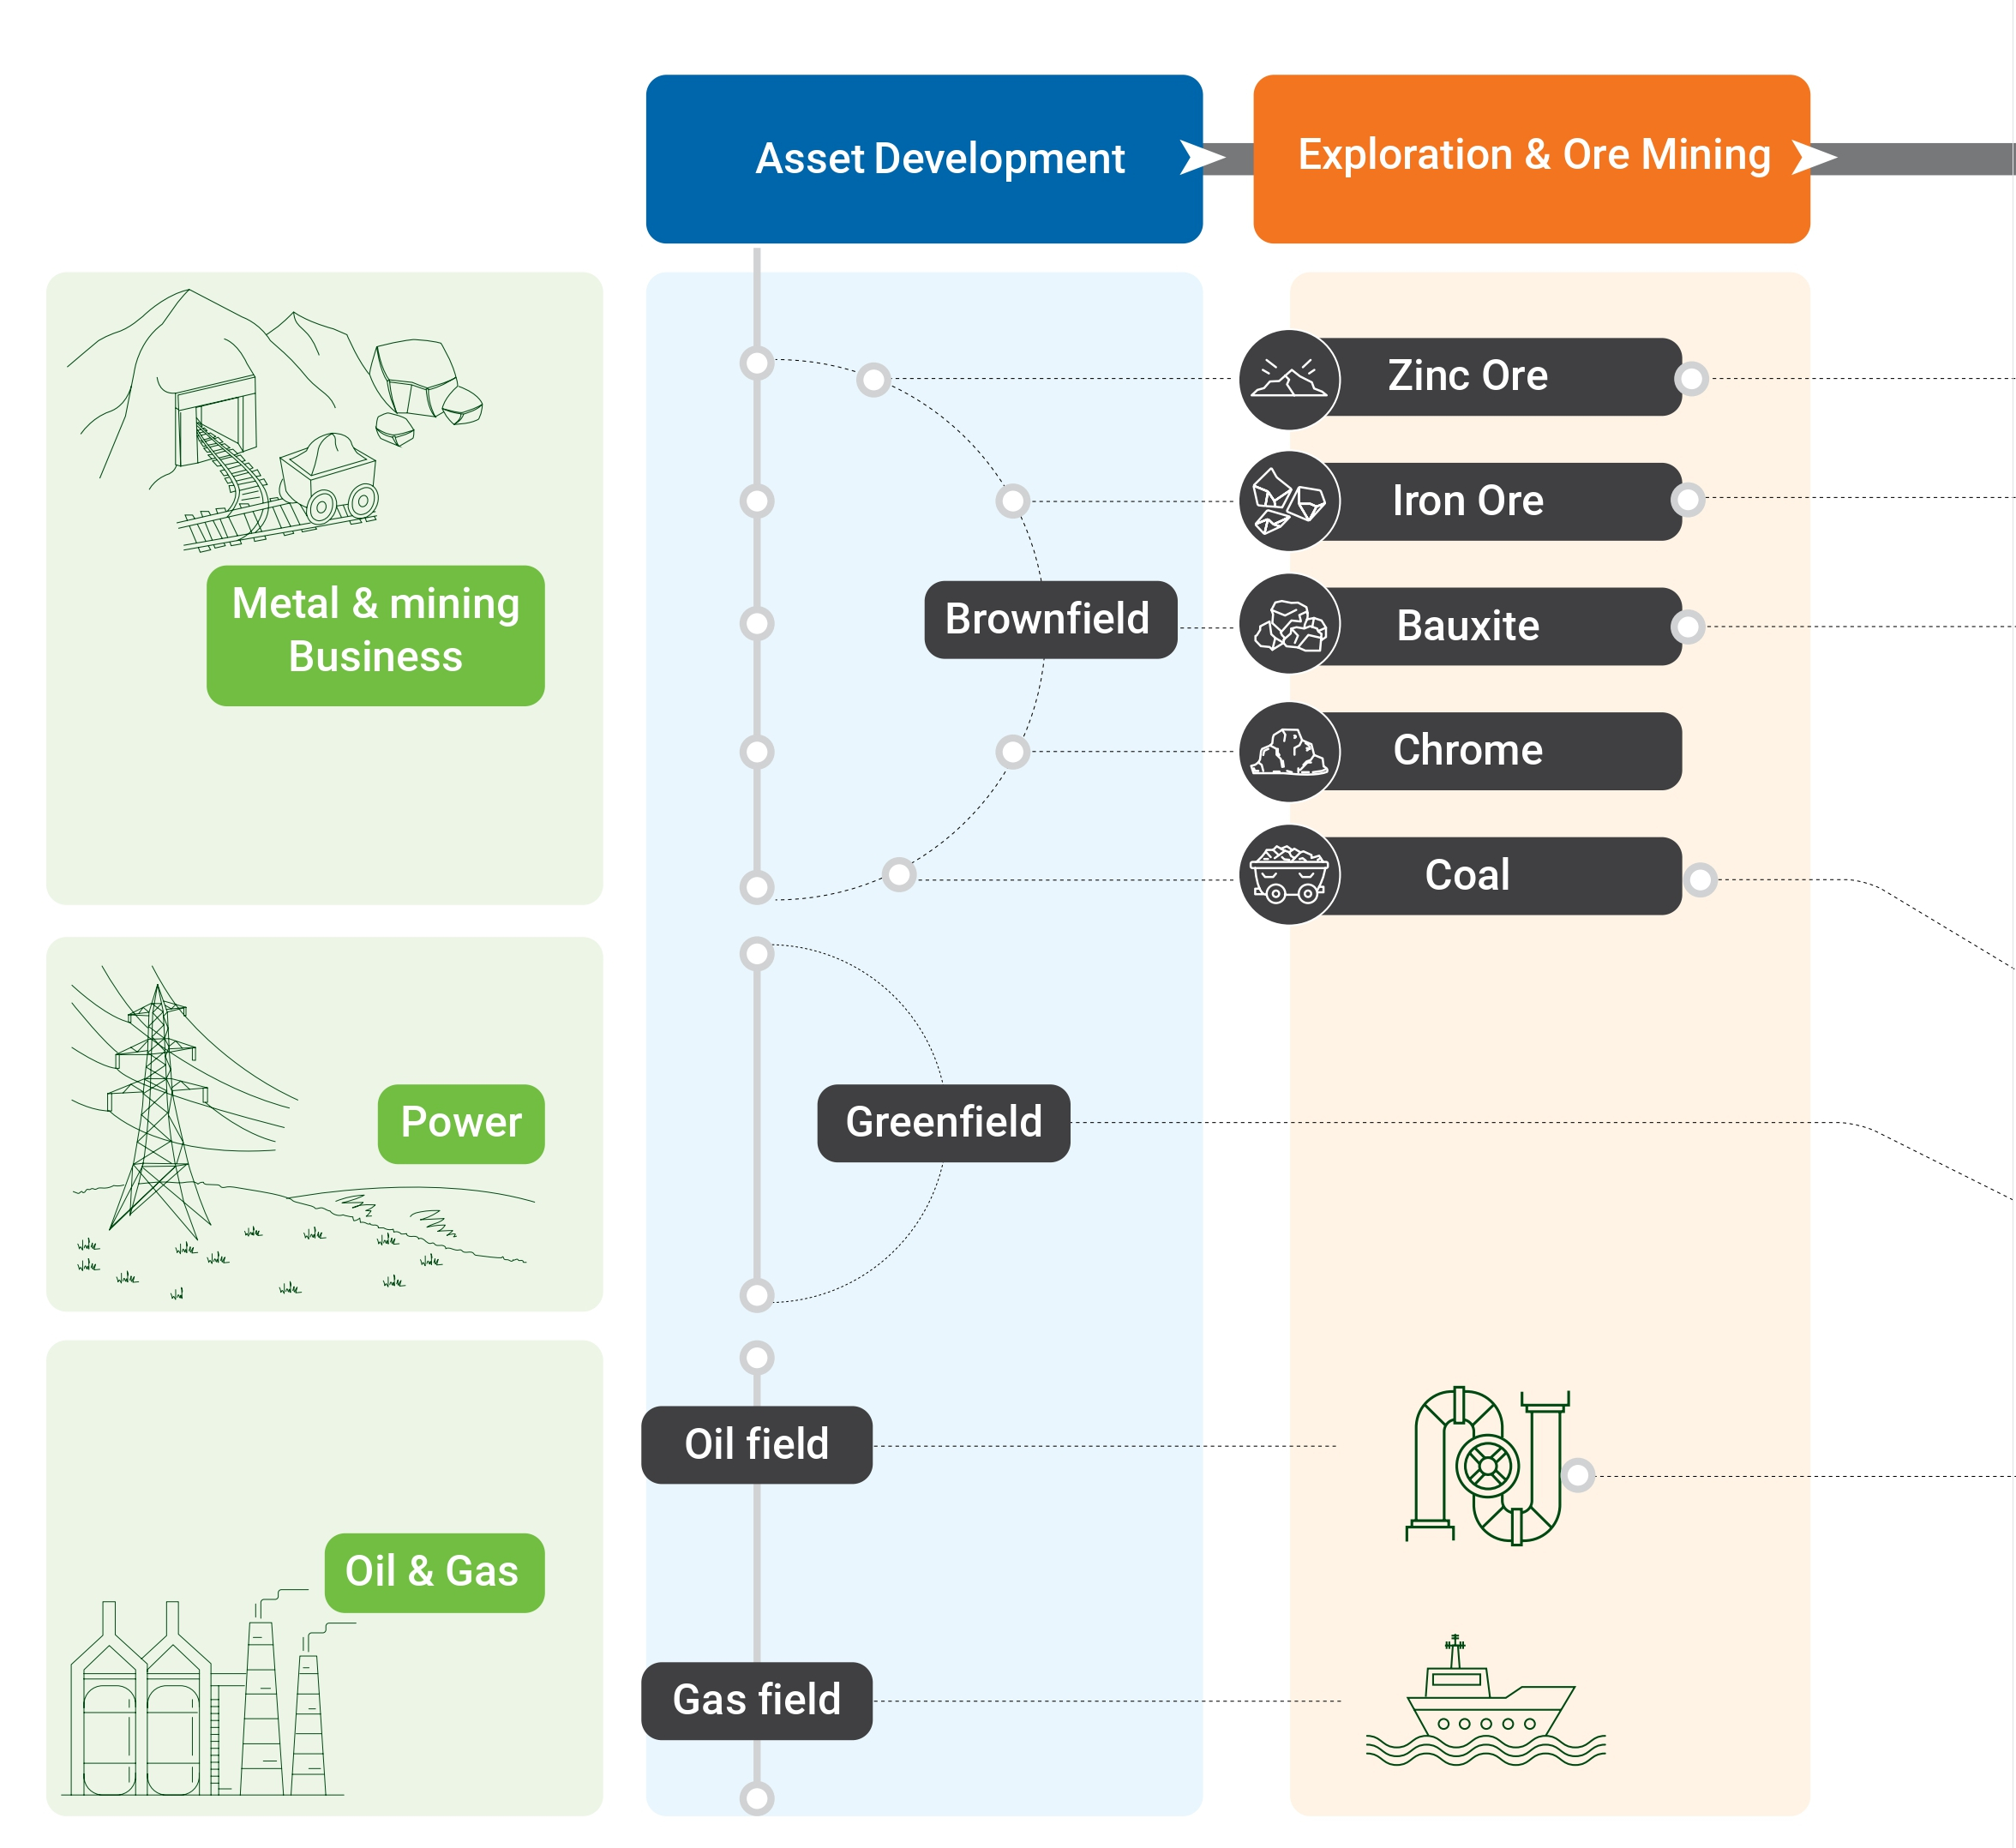 Asset Development
Exploration & Ore Mining
Metal & mining
Business
Brownfield
Zinc Ore
Iron Ore
Bauxite
Chrome
Coal
Power
Greenfield
Oil & Gas
Oil field
Gas field